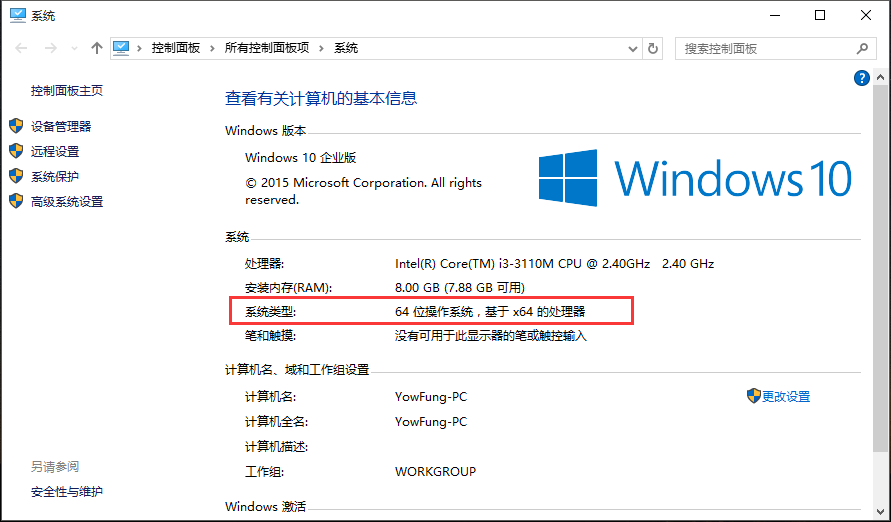 系统
控制面板 所有控制面板项 系统
搜索控制面板
控制面板主页
设备管理器
远程设置
系统保护
高级系统设置
另请参阅
安全性与维护
?
查看有关计算机的基本信息
Windows 版本
Windows 10 企业版
© 2015 Microsoft Corporation. All rights
reserved.
Windows 10
系统
处理器: Intel(R) Core(TM) i3-3110M CPU @ 2.40GHz 2.40 GHz
安装内存(RAM): 8.00 GB (7.88 GB 可用)
系统类型: 64 位操作系统，基于 x64 的处理器
笔和触摸: 没有可用于此显示器的笔或触控输入
计算机名、域和工作组设置
计算机名: YowFung-PC
更改设置
计算机全名: YowFung-PC
计算机描述:
工作组: WORKGROUP
Windows 激活